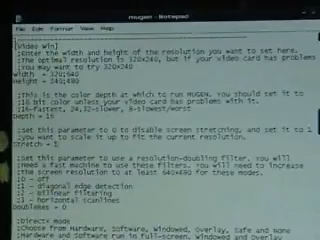 mugen - Notepad
File Edit Format View Help
[Video Win]
;Enter the width and height of the resolution you want to set here.
;The optimal resolution is 320x240, but if your video card has problems
;you may want to try 320x240
Width = 320;640
Height = 240;480
;This is the color depth at which to run MUGEN. You should set it to
;16 bit color unless your video card has problems with it.
;16-fastest, 24,32-slower, 8-slowest/worst
Depth = 16
;Set this parameter to 0 to disable screen stretching, and set it to 1
;you want to scale it up to fit the current resolution.
Stretch = 1
;Set this parameter to use a resolution-doubling filter. You will
;need a fast machine to use these filters. You will need to increase
;the screen resolution to at least 640x480 for these modes.
;0 - off
;1 - diagonal edge detection
;2 - bilinear filtering
;3 - horizontal scanlines
DoubleRes = 0
;DirectX mode
;Choose from Hardware, Software, Windowed, Overlay, Safe and None
;Hardware and Software run in full-screen, Windowed and Overlay